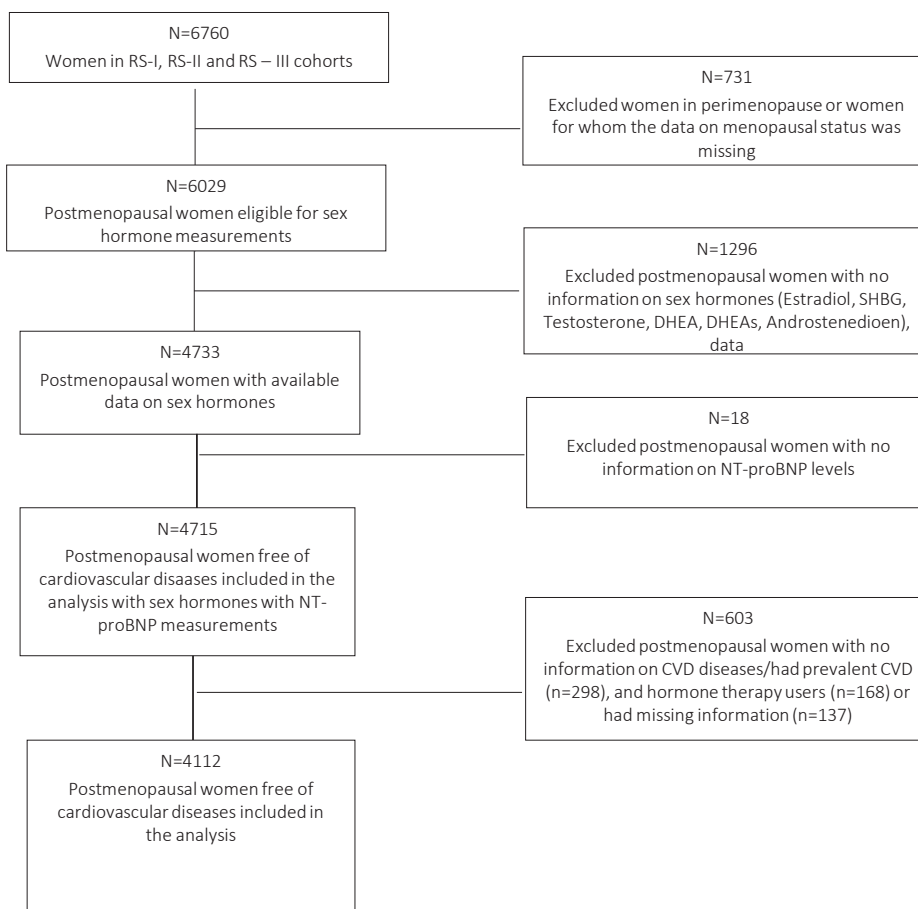 N=6760
Women in RS-I, RS-II and RS – III cohorts
N=731
Excluded women in perimenopause or women
for whom the data on menopausal status was
missing
N=6029
Postmenopausal women eligible for sex
hormone measurements
N=1296
Excluded postmenopausal women with no
information on sex hormones (Estradiol, SHBG,
Testosterone, DHEA, DHEAs, Androstenedioen),
data
N=4733
Postmenopausal women with available
data on sex hormones
N=18
Excluded postmenopausal women with no
information on NT-proBNP levels
N=4715
Postmenopausal women free of
cardiovascular disaases included in the
analysis with sex hormones with NT-
proBNP measurements
N=603
Excluded postmenopausal women with no
information on CVD diseases/had prevalent CVD
(n=298), and hormone therapy users (n=168) or
had missing information (n=137)
N=4112
Postmenopausal women free of
cardiovascular diseases included in
the analysis